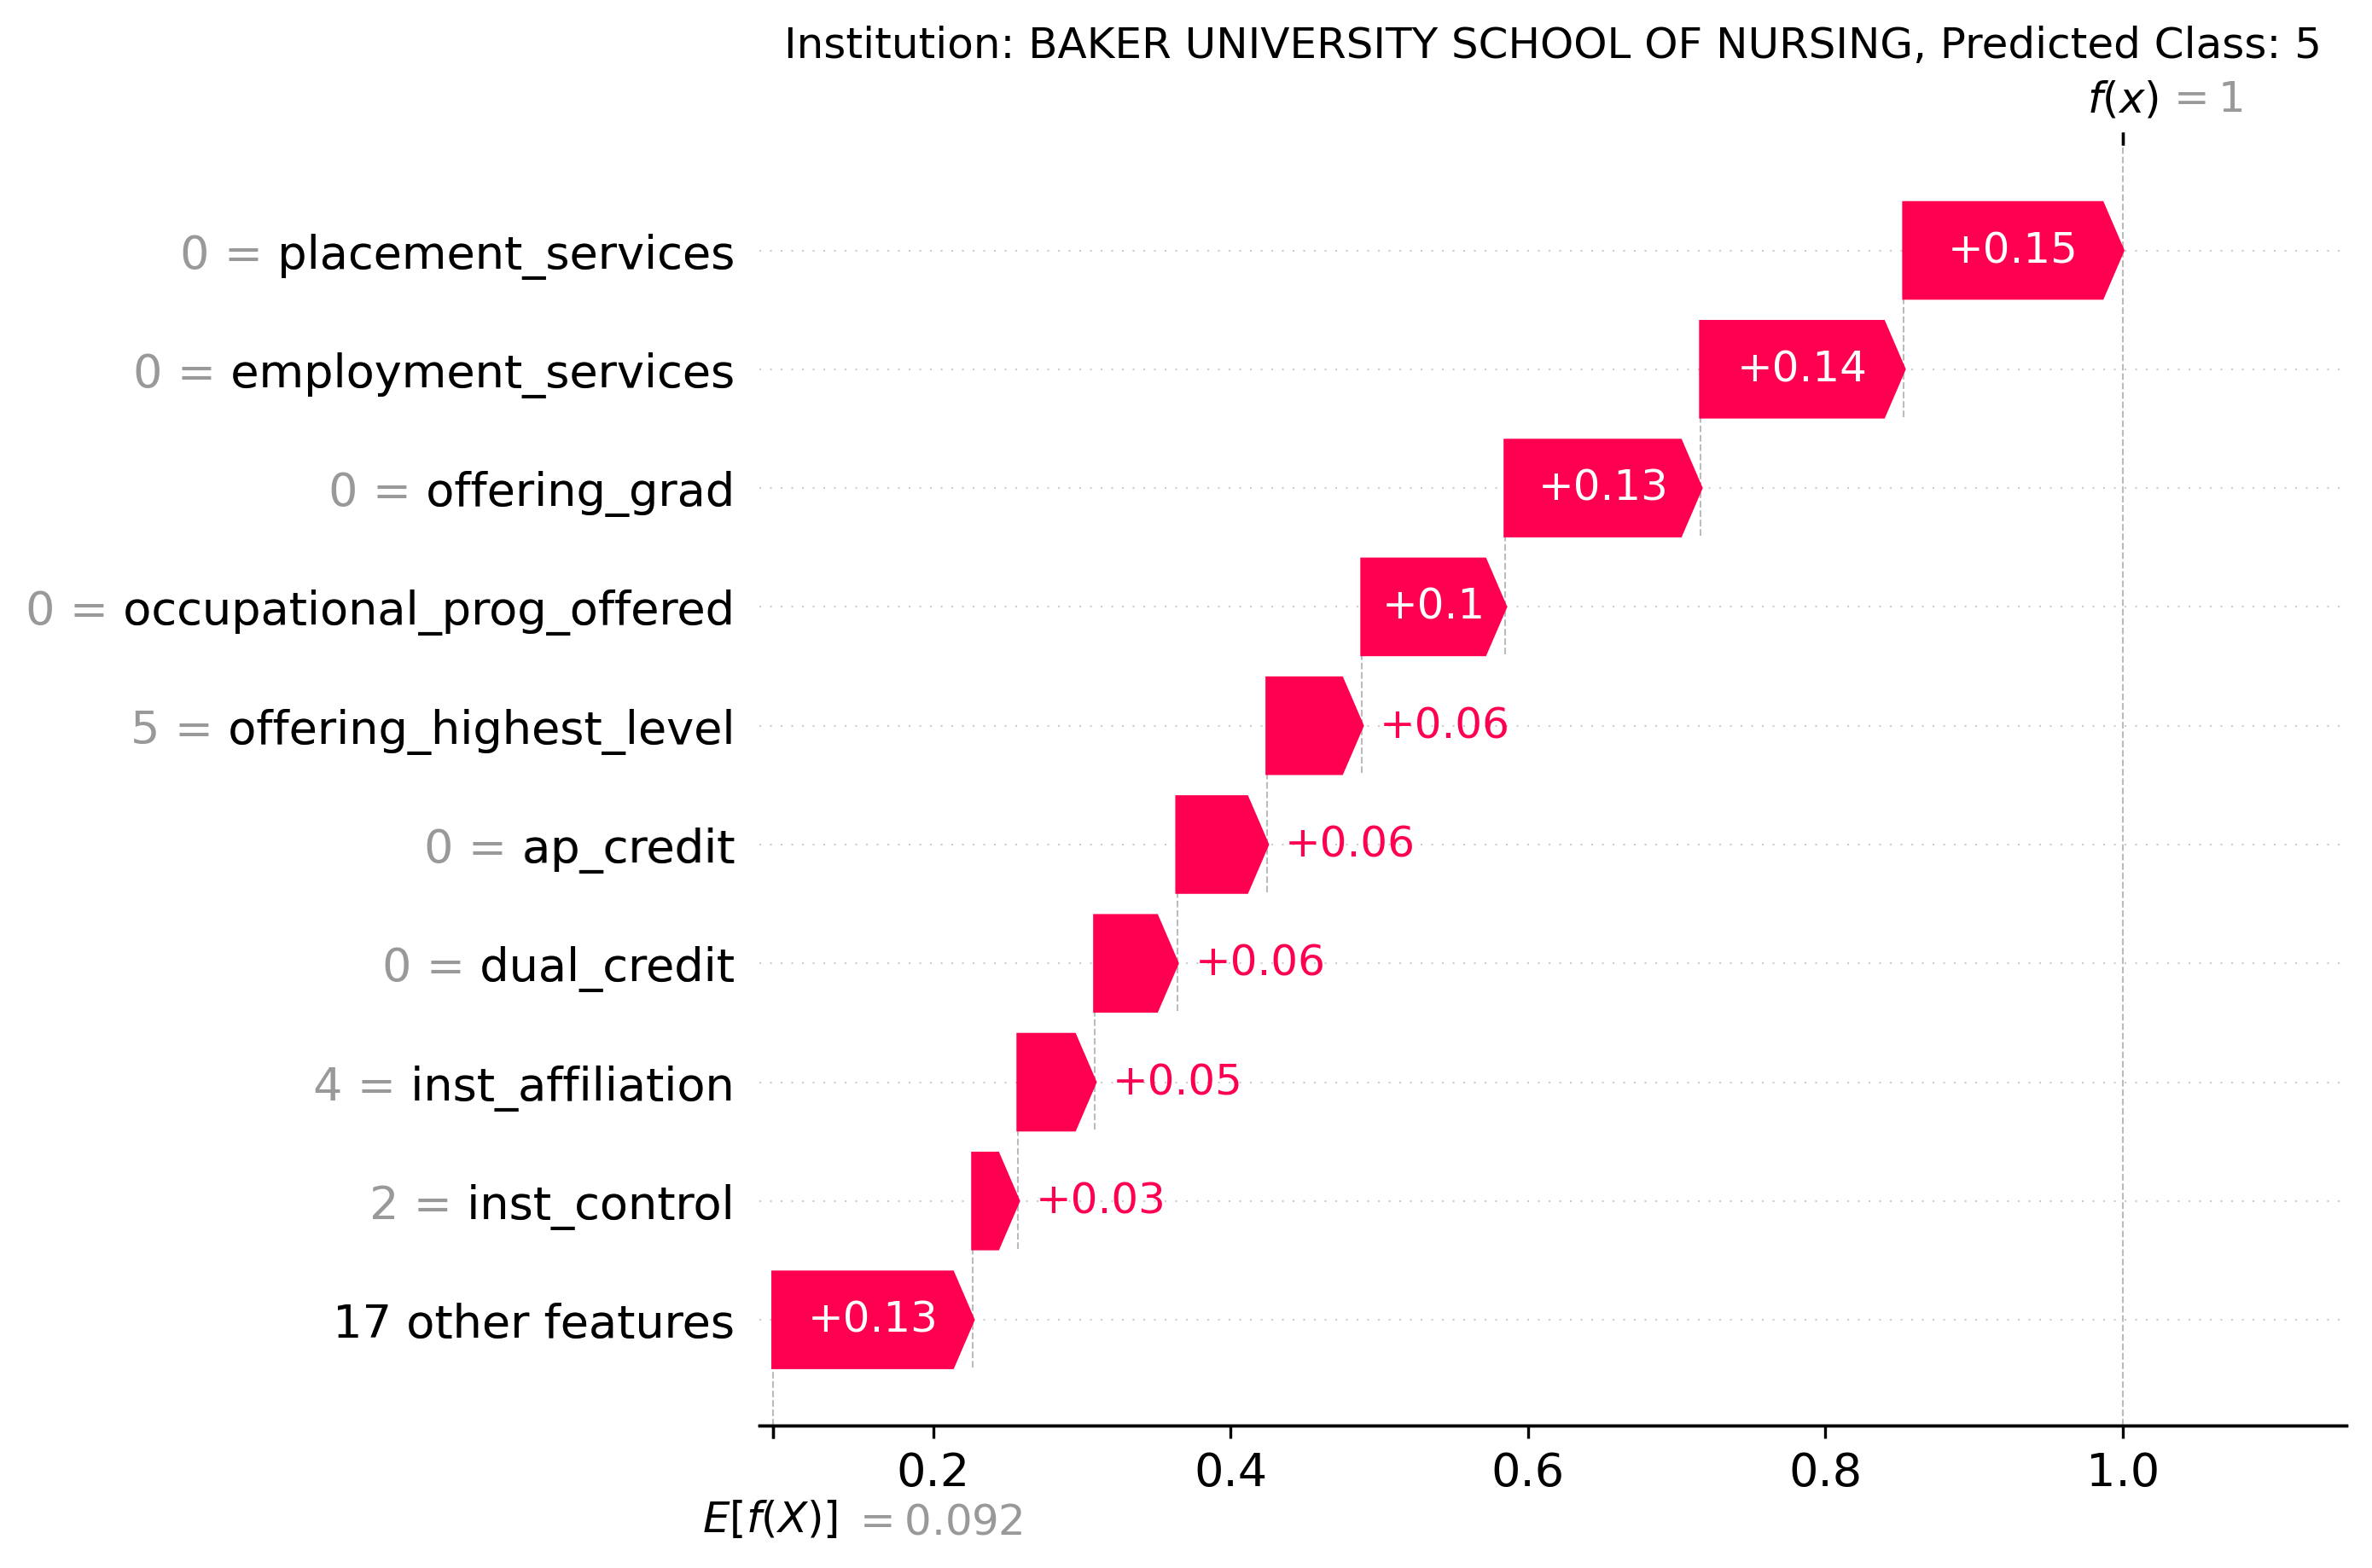 Institution: BAKER UNIVERSITY SCHOOL OF NURSING, Predicted Class: 5
f(x) = 1
0 = placement_services
+0.15
0 = employment_services
+0.14
0 = offering_grad
+0.13
0 = occupational_prog_offered
+0.1
5 = offering_highest_level
+0.06
0 = ap_credit
+0.06
0 = dual_credit
+0.06
4 = inst_affiliation
+0.05
2 = inst_control
+0.03
17 other features
+0.13
0.2 0.4 0.6 0.8 1.0
E[f(X)] = 0.092